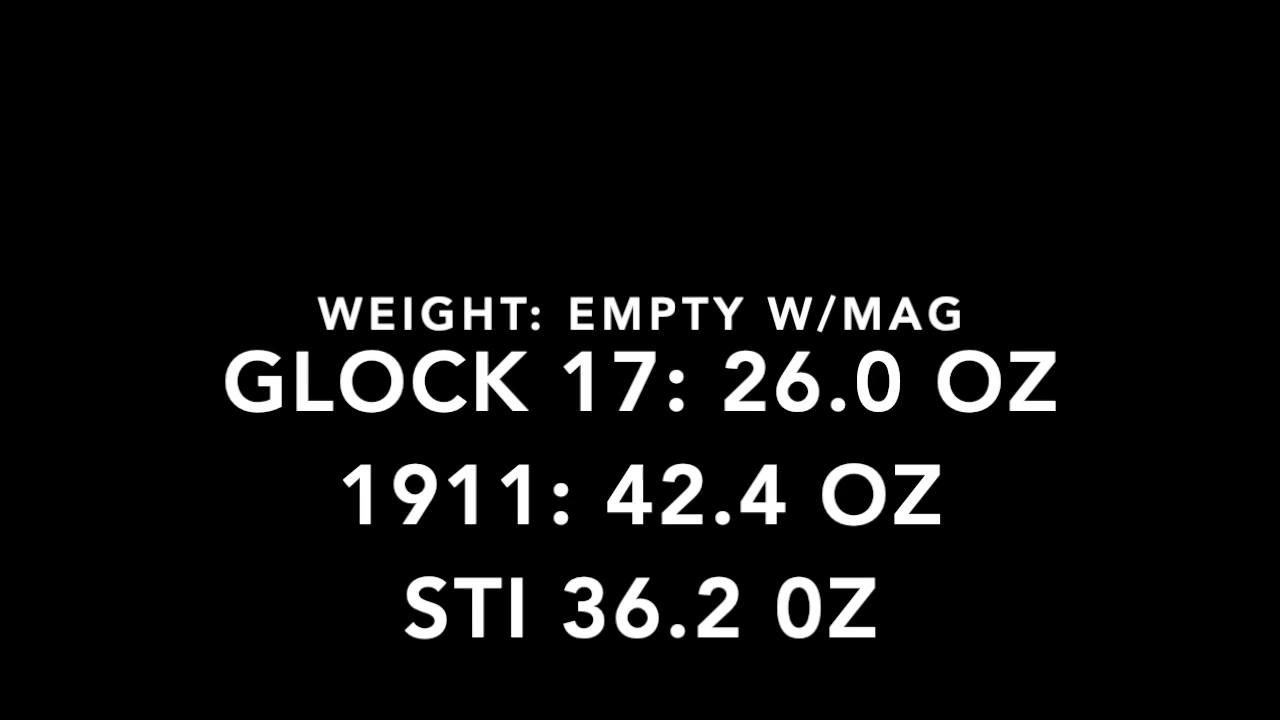 WEIGHT: EMPTY W/MAG
GLOCK 17: 26.0 OZ
1911: 42.4 OZ
STI 36.2 0Z